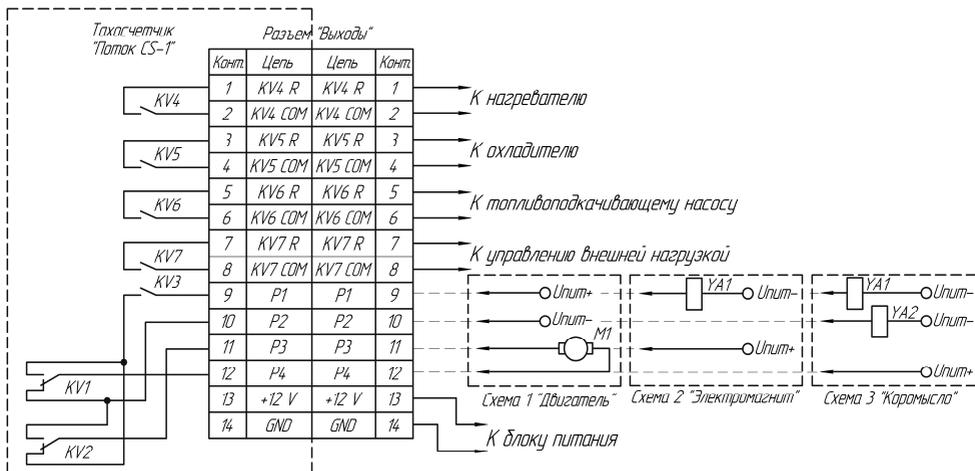 Тахосчетчик
"Поток CS-1"
Разъем "Выходы"
Конт. Цепь Цепь Конт.
1 KV4 R KV4 R 1
KV4
К нагревателю
2 KV4 COM KV4 COM 2
3 KV5 R KV5 R 3
KV5
К охладителю
4 KV5 COM KV5 COM 4
5 KV6 R KV6 R 5
KV6
К топливоподкачивающему насосу
6 KV6 COM KV6 COM 6
7 KV7 R KV7 R 7
KV7
К управлению внешней нагрузкой
8 KV7 COM KV7 COM 8
KV3
9 P1 P1 9
Uпит+ YA1 Uпит- YA1 Uпит-
10 P2 P2 10
Uпит- YA2 Uпит-
11 P3 P3 11
M1 Uпит+
12 P4 P4 12
Uпит+
KV1
13 +12 V +12 V 13
Схема 1 "Двигатель" Схема 2 "Электромагнит" Схема 3 "Коромысло"
14 GND GND 14
К блоку питания
KV2